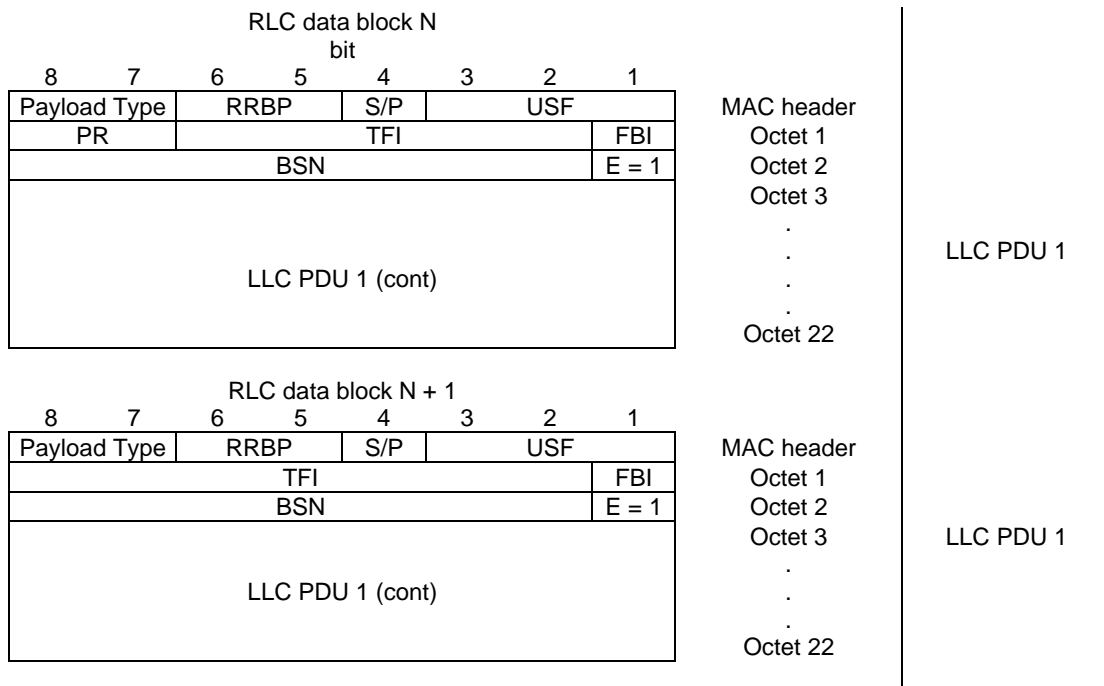 RLC data block N
bit
8 7 6 5 4 3 2 1
Payload Type RRBP S/P USF MAC header
PR TFI FBI Octet 1
BSN E = 1 Octet 2
Octet 3
.
. LLC PDU 1
LLC PDU 1 (cont) .
.
Octet 22
RLC data block N + 1
8 7 6 5 4 3 2 1
Payload Type RRBP S/P USF MAC header
TFI FBI Octet 1
BSN E = 1 Octet 2
Octet 3 LLC PDU 1
.
LLC PDU 1 (cont) .
.
Octet 22